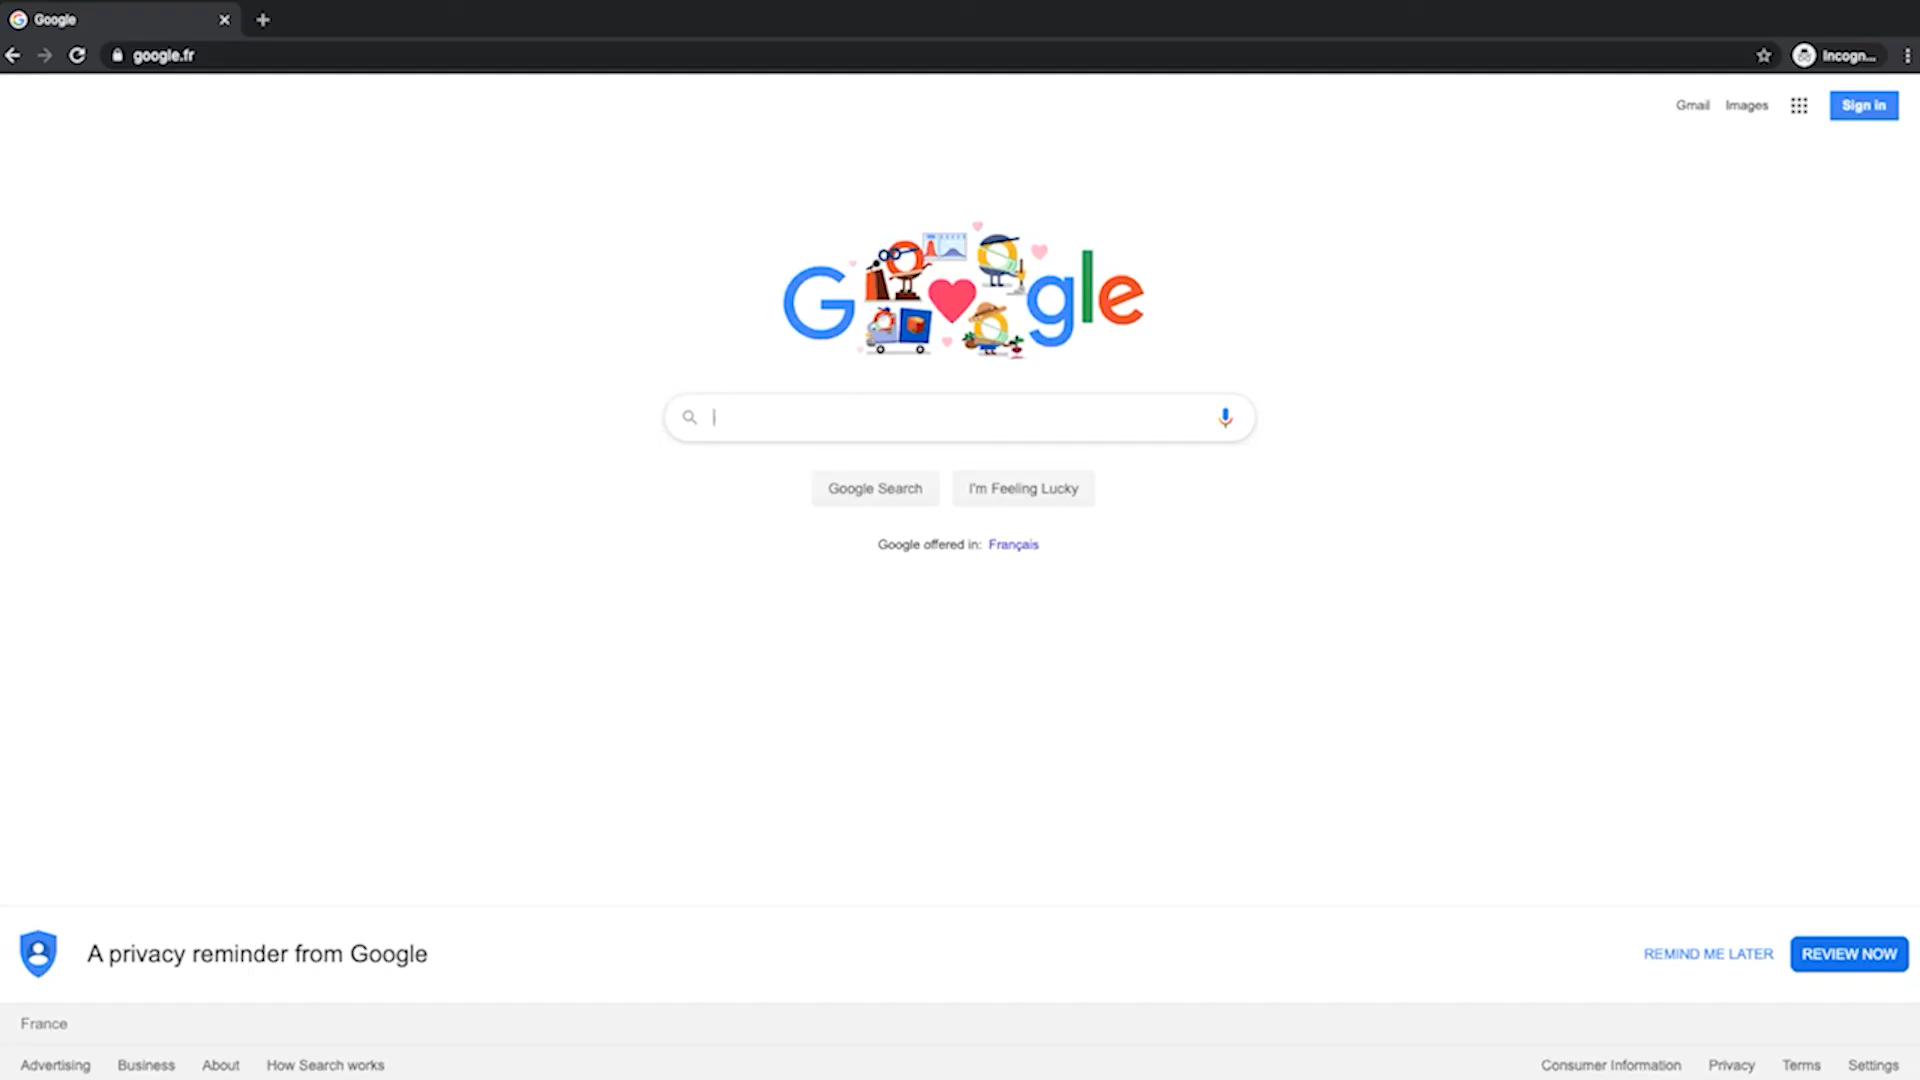 Google
google.fr
Incogn...
Gmail Images Sign in
Google
Google Search I'm Feeling Lucky
Google offered in: Français
A privacy reminder from Google
REMIND ME LATER REVIEW NOW
France
Advertising Business About How Search works Consumer Information Privacy Terms Settings